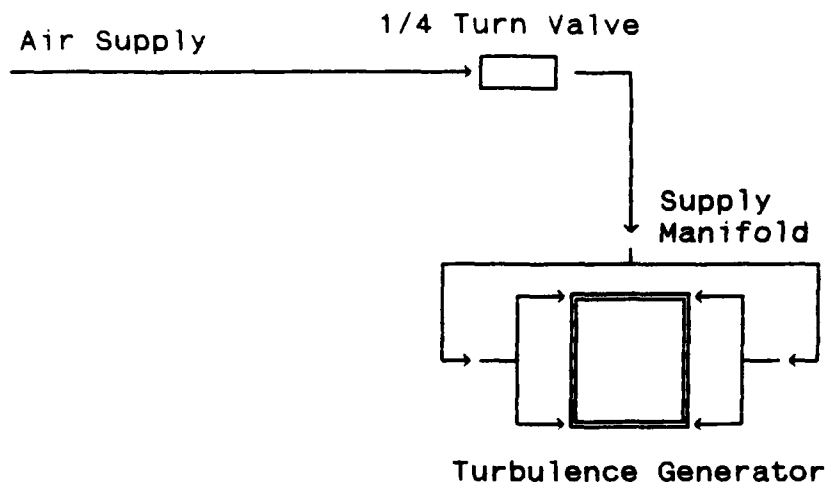 Air Supply
1/4 Turn Valve
Supply
Manifold
Turbulence Generator